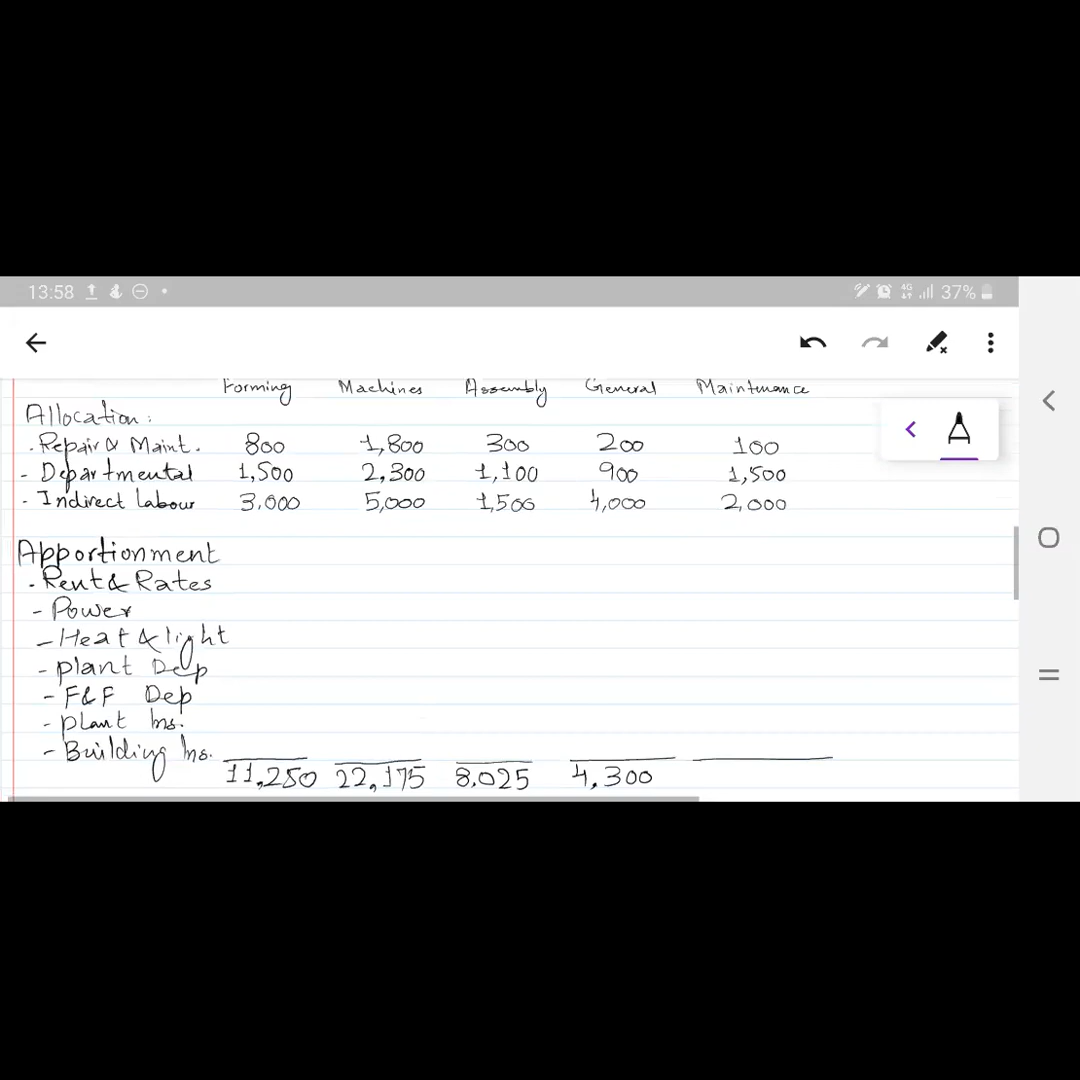 13:58 4G 37%
Forming Machines Assembly General Maintenance
Allocation:
- Repair & Maint. 800 1,800 300 200 100
- Departmental 1,500 2,300 1,100 900 1,500
- Indirect labour 3,000 5,000 1,500 4,000 2,000
Apportionment
- Rent & Rates
- Power
- Heat & light
- plant Dep
- F&F Dep
- plant Ins.
- Building Ins.
11,250 22,175 8,025 4,300